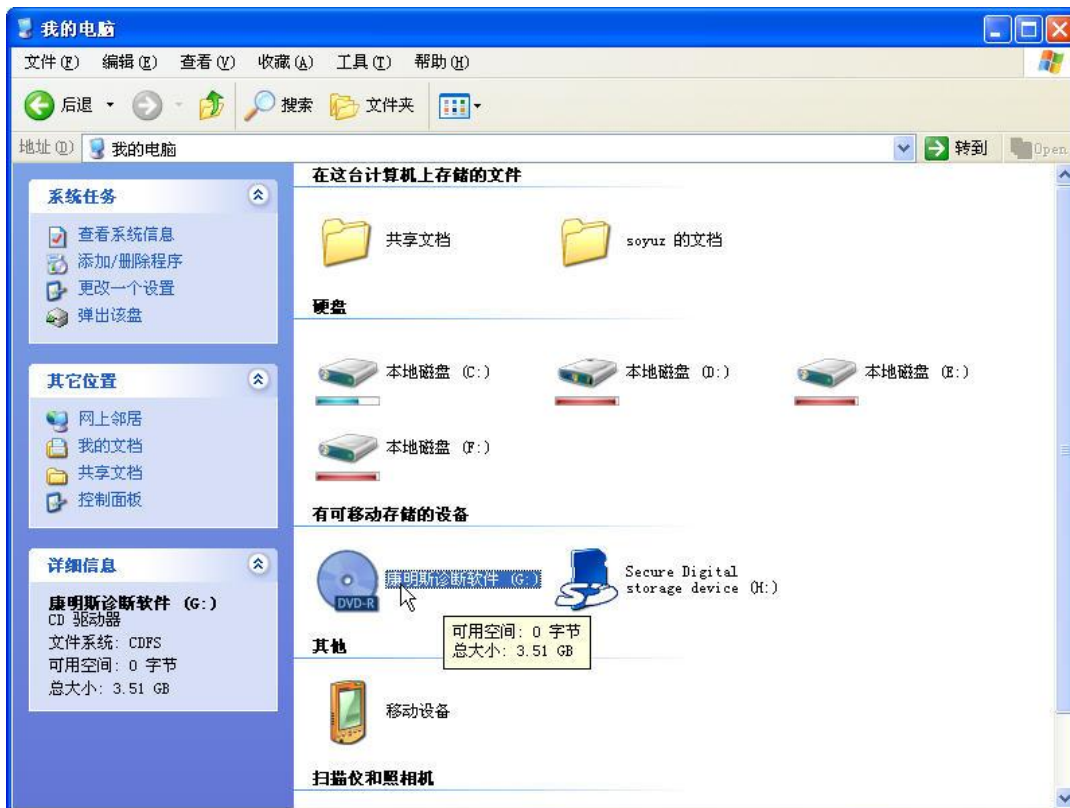 我的电脑
文件(F) 编辑(E) 查看(V) 收藏(A) 工具(T) 帮助(H)
后退 搜索 文件夹
地址(D) 我的电脑 转到 Open
系统任务
查看系统信息
添加/删除程序
更改一个设置
弹出该盘
其它位置
网上邻居
我的文档
共享文档
控制面板
详细信息
康明斯诊断软件 (G:)
CD 驱动器
文件系统: CDFS
可用空间: 0 字节
总大小: 3.51 GB
在这台计算机上存储的文件
共享文档
soyuz 的文档
硬盘
本地磁盘 (C:)
本地磁盘 (D:)
本地磁盘 (E:)
本地磁盘 (F:)
有可移动存储的设备
DVD-R
康明斯诊断软件 (G:)
Secure Digital
storage device (H:)
可用空间: 0 字节
总大小: 3.51 GB
其他
移动设备
扫描仪和照相机